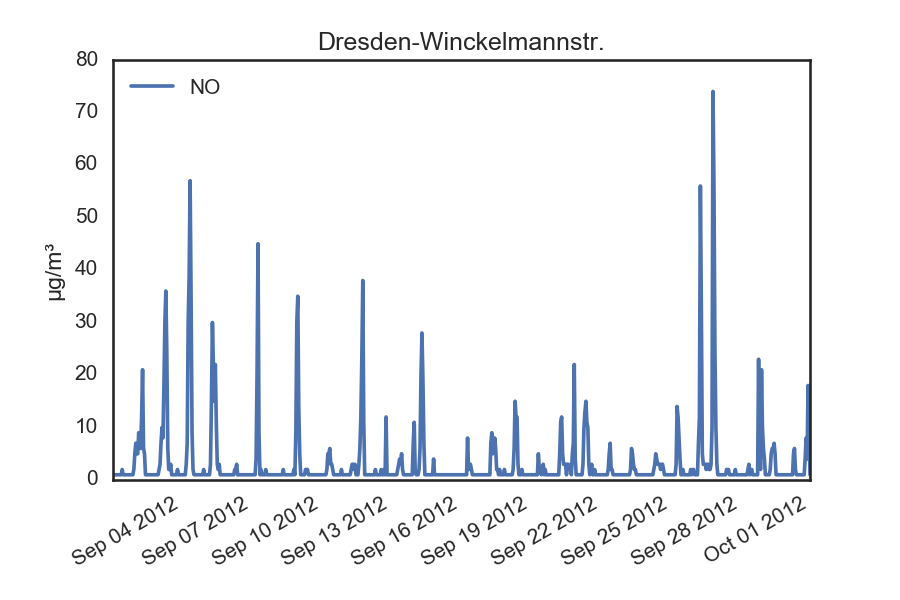 Dresden-Winckelmannstr.
80
70
60
50
40
30
20
10
0
µg/m³
NO
Sep 04 2012
Sep 07 2012
Sep 10 2012
Sep 13 2012
Sep 16 2012
Sep 19 2012
Sep 22 2012
Sep 25 2012
Sep 28 2012
Oct 01 2012